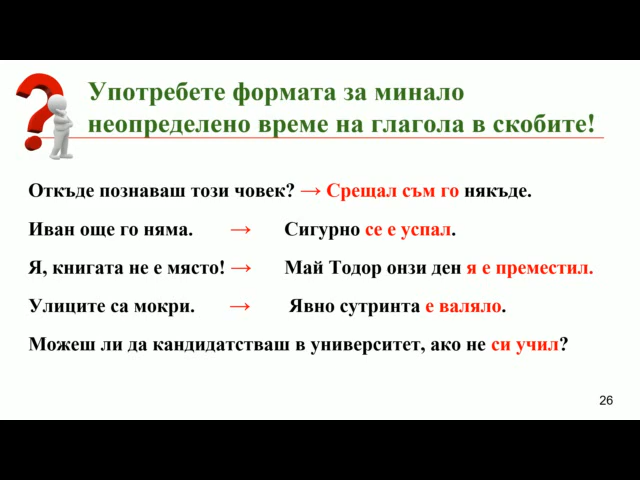 Употребете формата за минало
неопределено време на глагола в скобите!
Откъде познаваш този човек? → Срещал съм го някъде.
Иван още го няма. → Сигурно се е успал.
Я, книгата не е място! → Май Тодор онзи ден я е преместил.
Улиците са мокри. → Явно сутринта е валяло.
Можеш ли да кандидатстваш в университет, ако не си учил?
26